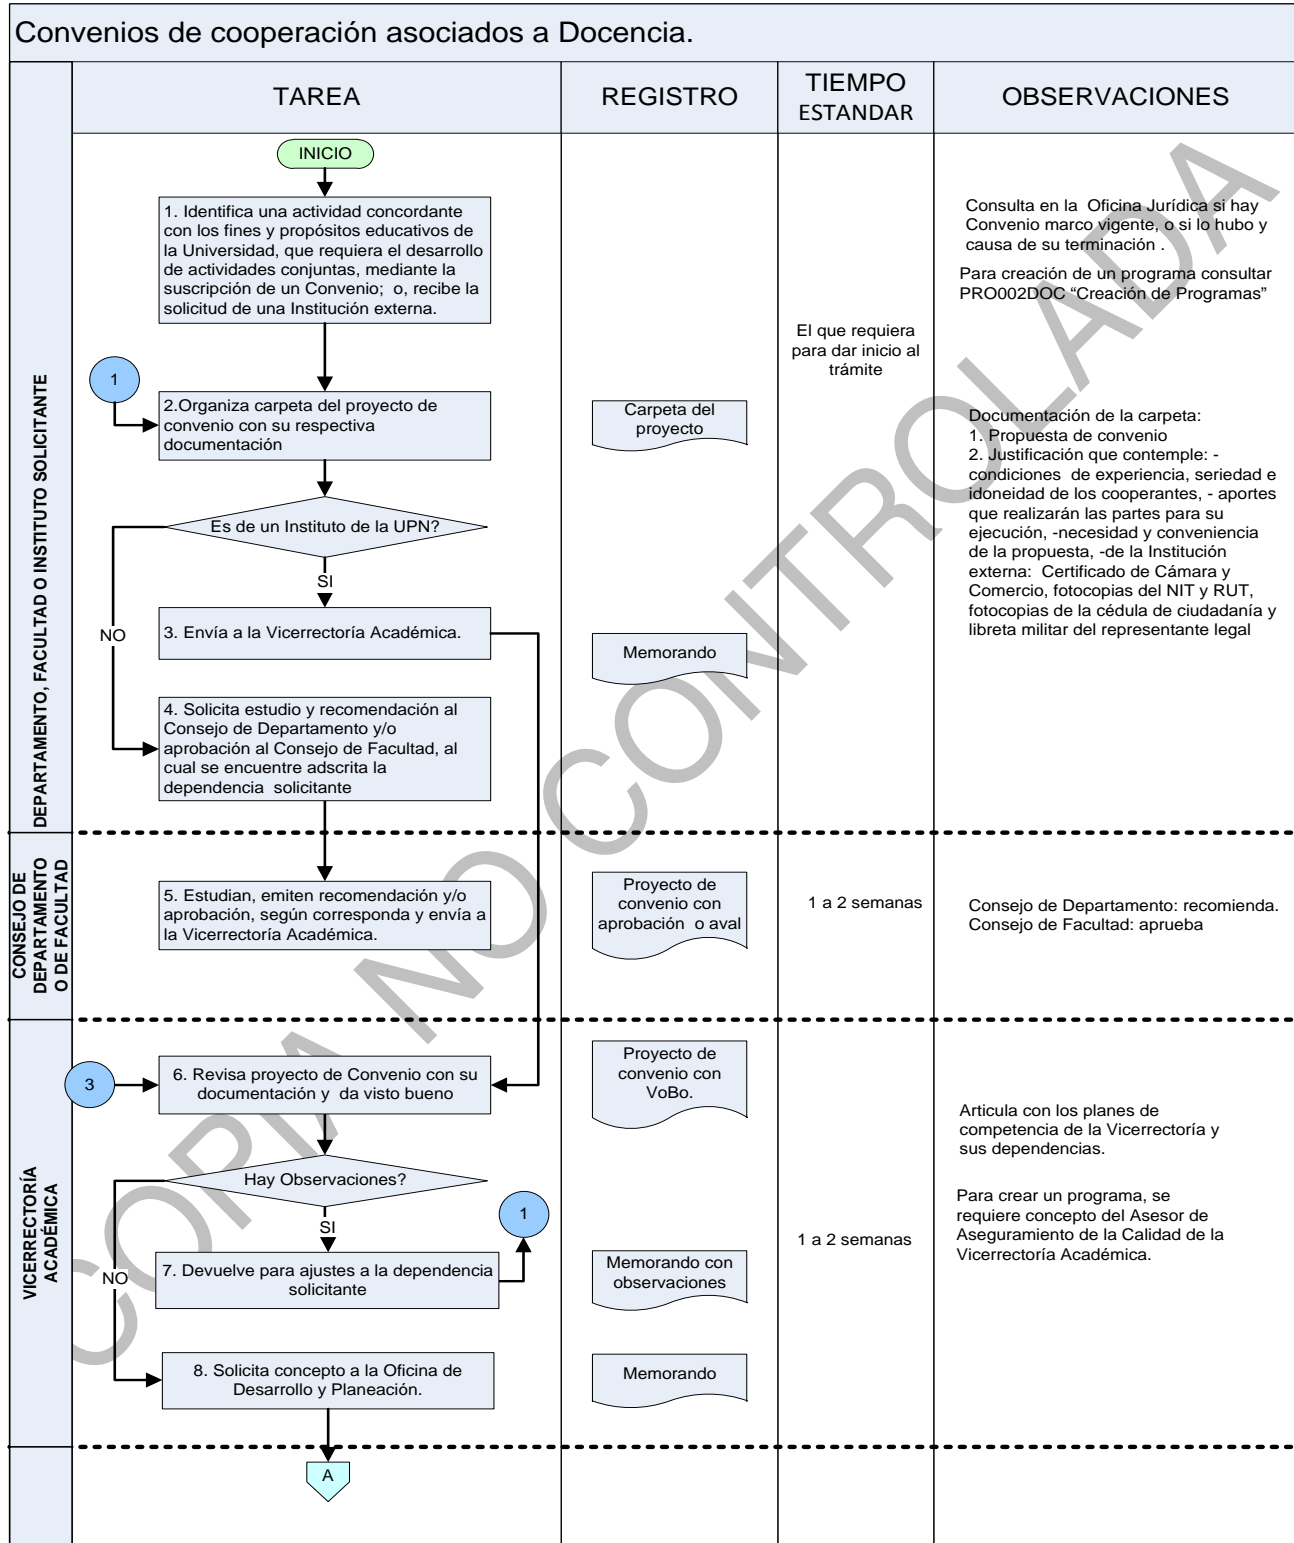 Convenios de cooperación asociados a Docencia.
TAREA
REGISTRO
TIEMPO
ESTANDAR
OBSERVACIONES
DEPARTAMENTO, FACULTAD O INSTITUTO SOLICITANTE
INICIO
1. Identifica una actividad concordante
con los fines y propósitos educativos de
la Universidad, que requiera el desarrollo
de actividades conjuntas, mediante la
suscripción de un Convenio;  o, recibe la
solicitud de una Institución externa.
Consulta en la  Oficina Jurídica si hay
Convenio marco vigente, o si lo hubo y
causa de su terminación .
Para creación de un programa consultar
PRO002DOC “Creación de Programas”
El que requiera
para dar inicio al
trámite
1
2.Organiza carpeta del proyecto de
convenio con su respectiva
documentación
Carpeta del
proyecto
Documentación de la carpeta:
1. Propuesta de convenio
2. Justificación que contemple: -
condiciones  de experiencia, seriedad e
idoneidad de los cooperantes, - aportes
que realizarán las partes para su
ejecución, -necesidad y conveniencia
de la propuesta, -de la Institución
externa:  Certificado de Cámara y
Comercio, fotocopias del NIT y RUT,
fotocopias de la cédula de ciudadanía y
libreta militar del representante legal
Es de un Instituto de la UPN?
SI
NO
3. Envía a la Vicerrectoría Académica.
Memorando
4. Solicita estudio y recomendación al
Consejo de Departamento y/o
aprobación al Consejo de Facultad, al
cual se encuentre adscrita la
dependencia  solicitante
CONSEJO DE
DEPARTAMENTO
O DE FACULTAD
5. Estudian, emiten recomendación y/o
aprobación, según corresponda y envía a
la Vicerrectoría Académica.
Proyecto de
convenio con
aprobación  o aval
1 a 2 semanas
Consejo de Departamento: recomienda.
Consejo de Facultad: aprueba
VICERRECTORÍA
ACADÉMICA
3
6. Revisa proyecto de Convenio con su
documentación y  da visto bueno
Proyecto de
convenio con
VoBo.
Articula con los planes de
competencia de la Vicerrectoría y
sus dependencias.
Para crear un programa, se
requiere concepto del Asesor de
Aseguramiento de la Calidad de la
Vicerrectoría Académica.
Hay Observaciones?
SI
1
NO
1 a 2 semanas
7. Devuelve para ajustes a la dependencia
solicitante
Memorando con
observaciones
8. Solicita concepto a la Oficina de
Desarrollo y Planeación.
Memorando
A
COPIA NO CONTROLADA